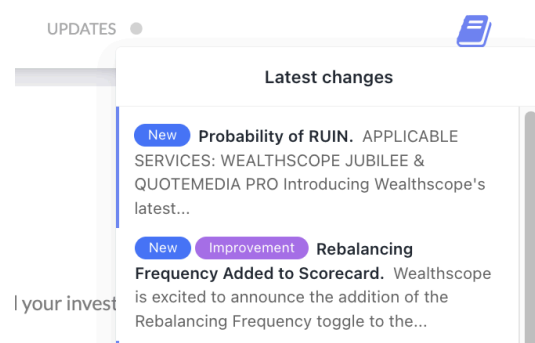 UPDATES
Latest changes
New Probability of RUIN. APPLICABLE
SERVICES: WEALTHSCOPE JUBILEE &
QUOTEMEDIA PRO Introducing Wealthscope's
latest...
New Improvement Rebalancing
Frequency Added to Scorecard. Wealthscope
is excited to announce the addition of the
Rebalancing Frequency toggle to the...
your invest